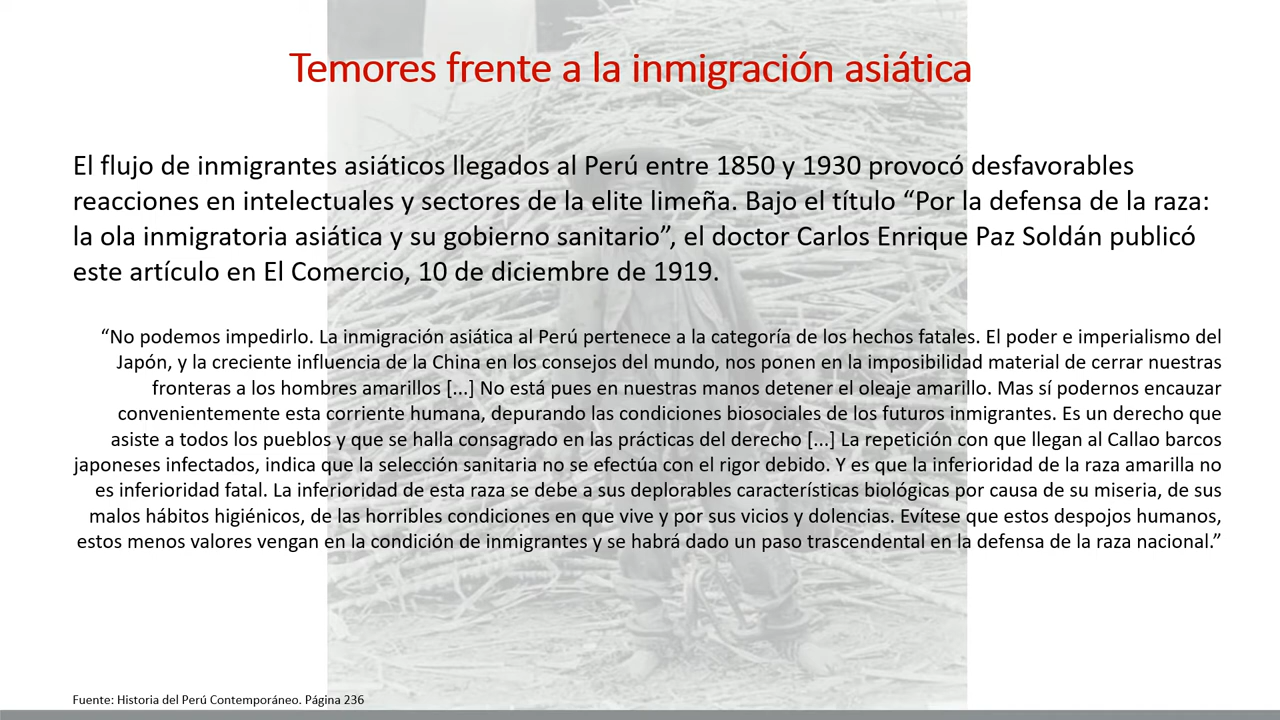 Temores frente a la inmigración asiática
El flujo de inmigrantes asiáticos llegados al Perú entre 1850 y 1930 provocó desfavorables
reacciones en intelectuales y sectores de la elite limeña. Bajo el título “Por la defensa de la raza:
la ola inmigratoria asiática y su gobierno sanitario”, el doctor Carlos Enrique Paz Soldán publicó
este artículo en El Comercio, 10 de diciembre de 1919.
“No podemos impedirlo. La inmigración asiática al Perú pertenece a la categoría de los hechos fatales. El poder e imperialismo del
Japón, y la creciente influencia de la China en los consejos del mundo, nos ponen en la imposibilidad material de cerrar nuestras
fronteras a los hombres amarillos [...] No está pues en nuestras manos detener el oleaje amarillo. Mas sí podernos encauzar
convenientemente esta corriente humana, depurando las condiciones biosociales de los futuros inmigrantes. Es un derecho que
asiste a todos los pueblos y que se halla consagrado en las prácticas del derecho [...] La repetición con que llegan al Callao barcos
japoneses infectados, indica que la selección sanitaria no se efectúa con el rigor debido. Y es que la inferioridad de la raza amarilla no
es inferioridad fatal. La inferioridad de esta raza se debe a sus deplorables características biológicas por causa de su miseria, de sus
malos hábitos higiénicos, de las horribles condiciones en que vive y por sus vicios y dolencias. Evítese que estos despojos humanos,
estos menos valores vengan en la condición de inmigrantes y se habrá dado un paso trascendental en la defensa de la raza nacional.”
Fuente: Historia del Perú Contemporáneo. Página 236